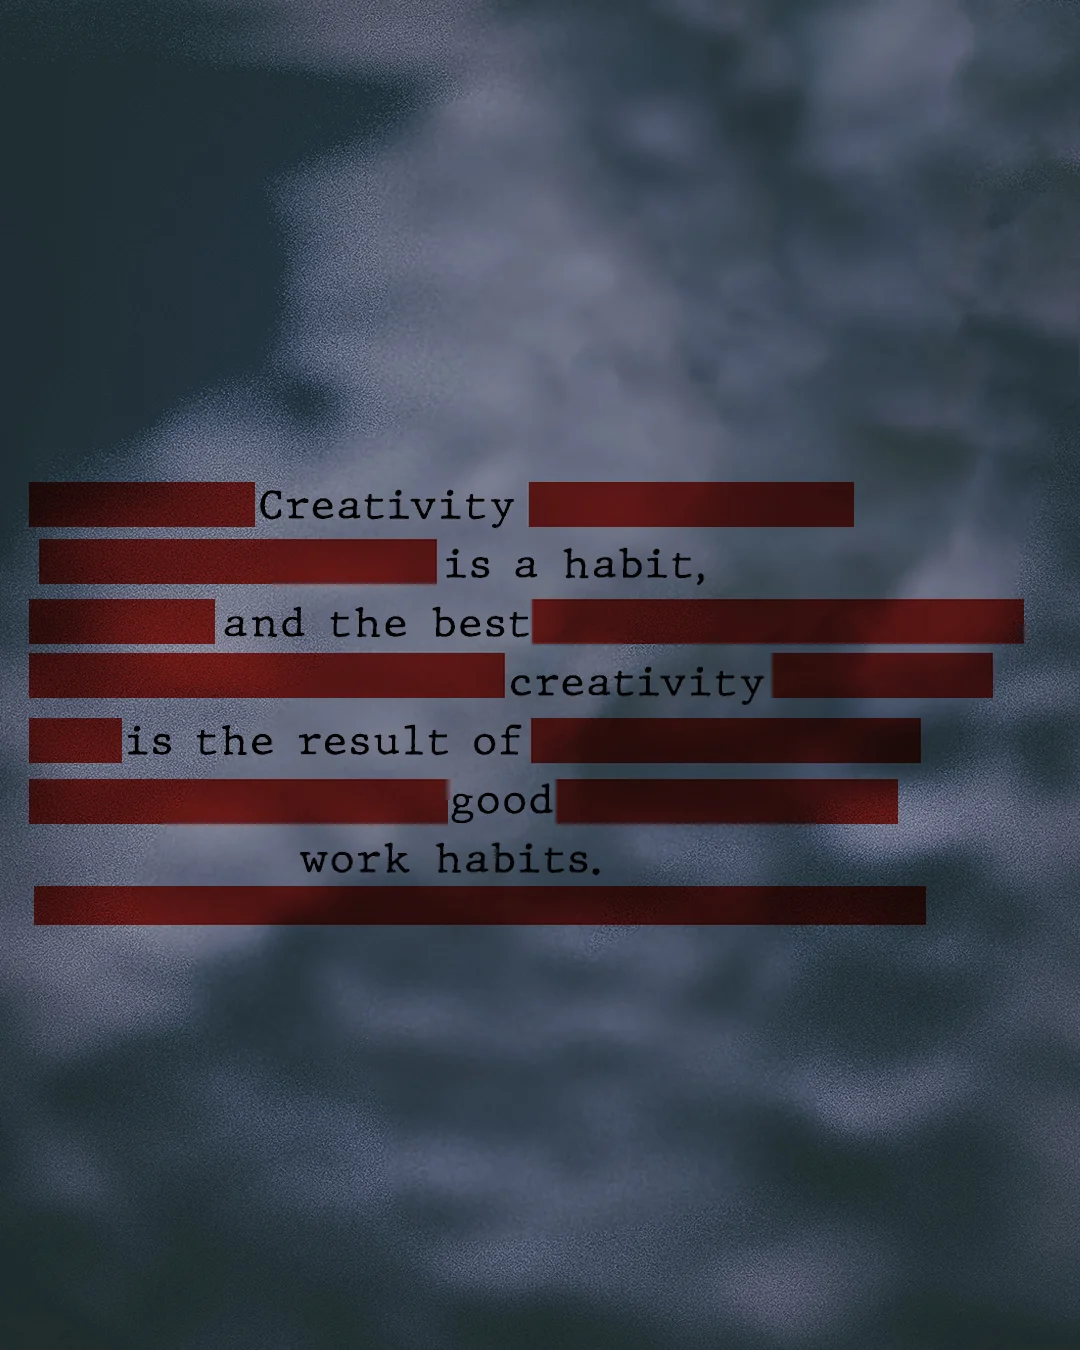 Creativity
is a habit,
and the best
creativity
is the result of
good
work habits.